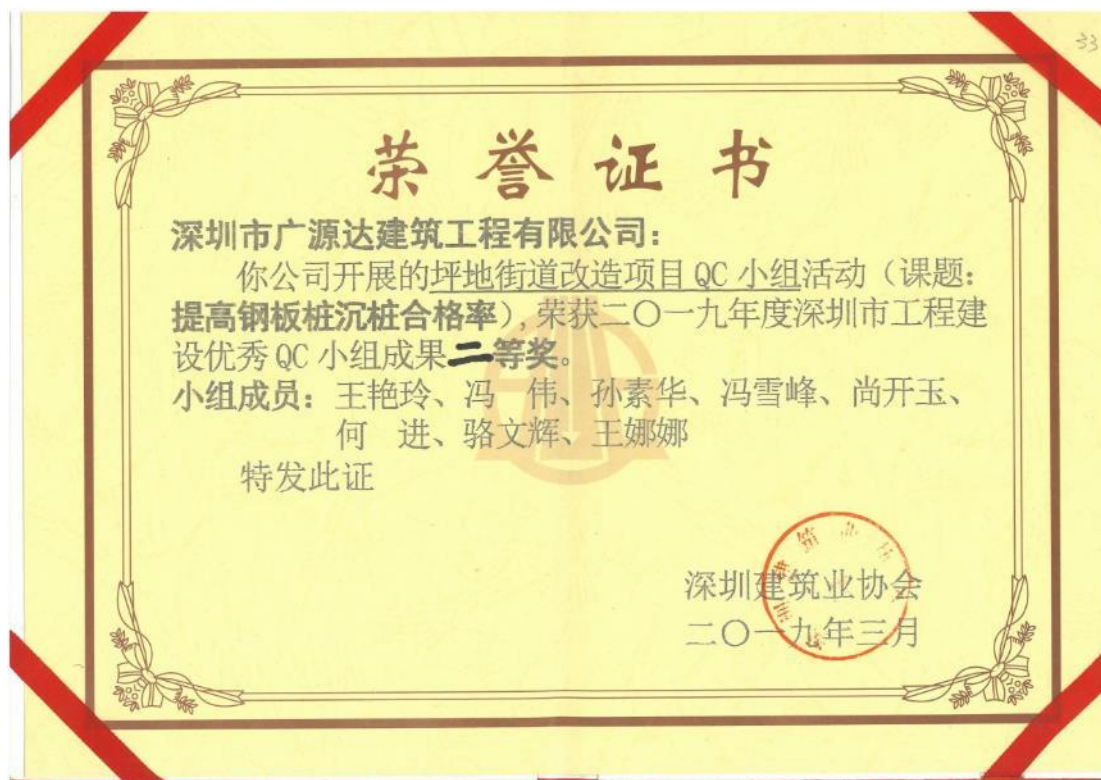 33
荣誉证书
深圳市广源达建筑工程有限公司：
你公司开展的坪地街道改造项目QC小组活动（课题：
提高钢板桩沉桩合格率），荣获二〇一九年度深圳市工程建
设优秀QC小组成果二等奖。
小组成员：王艳玲、冯　伟、孙素华、冯雪峰、尚开玉、
何　进、骆文辉、王娜娜
特发此证
深圳建筑业协会
二〇一九年三月